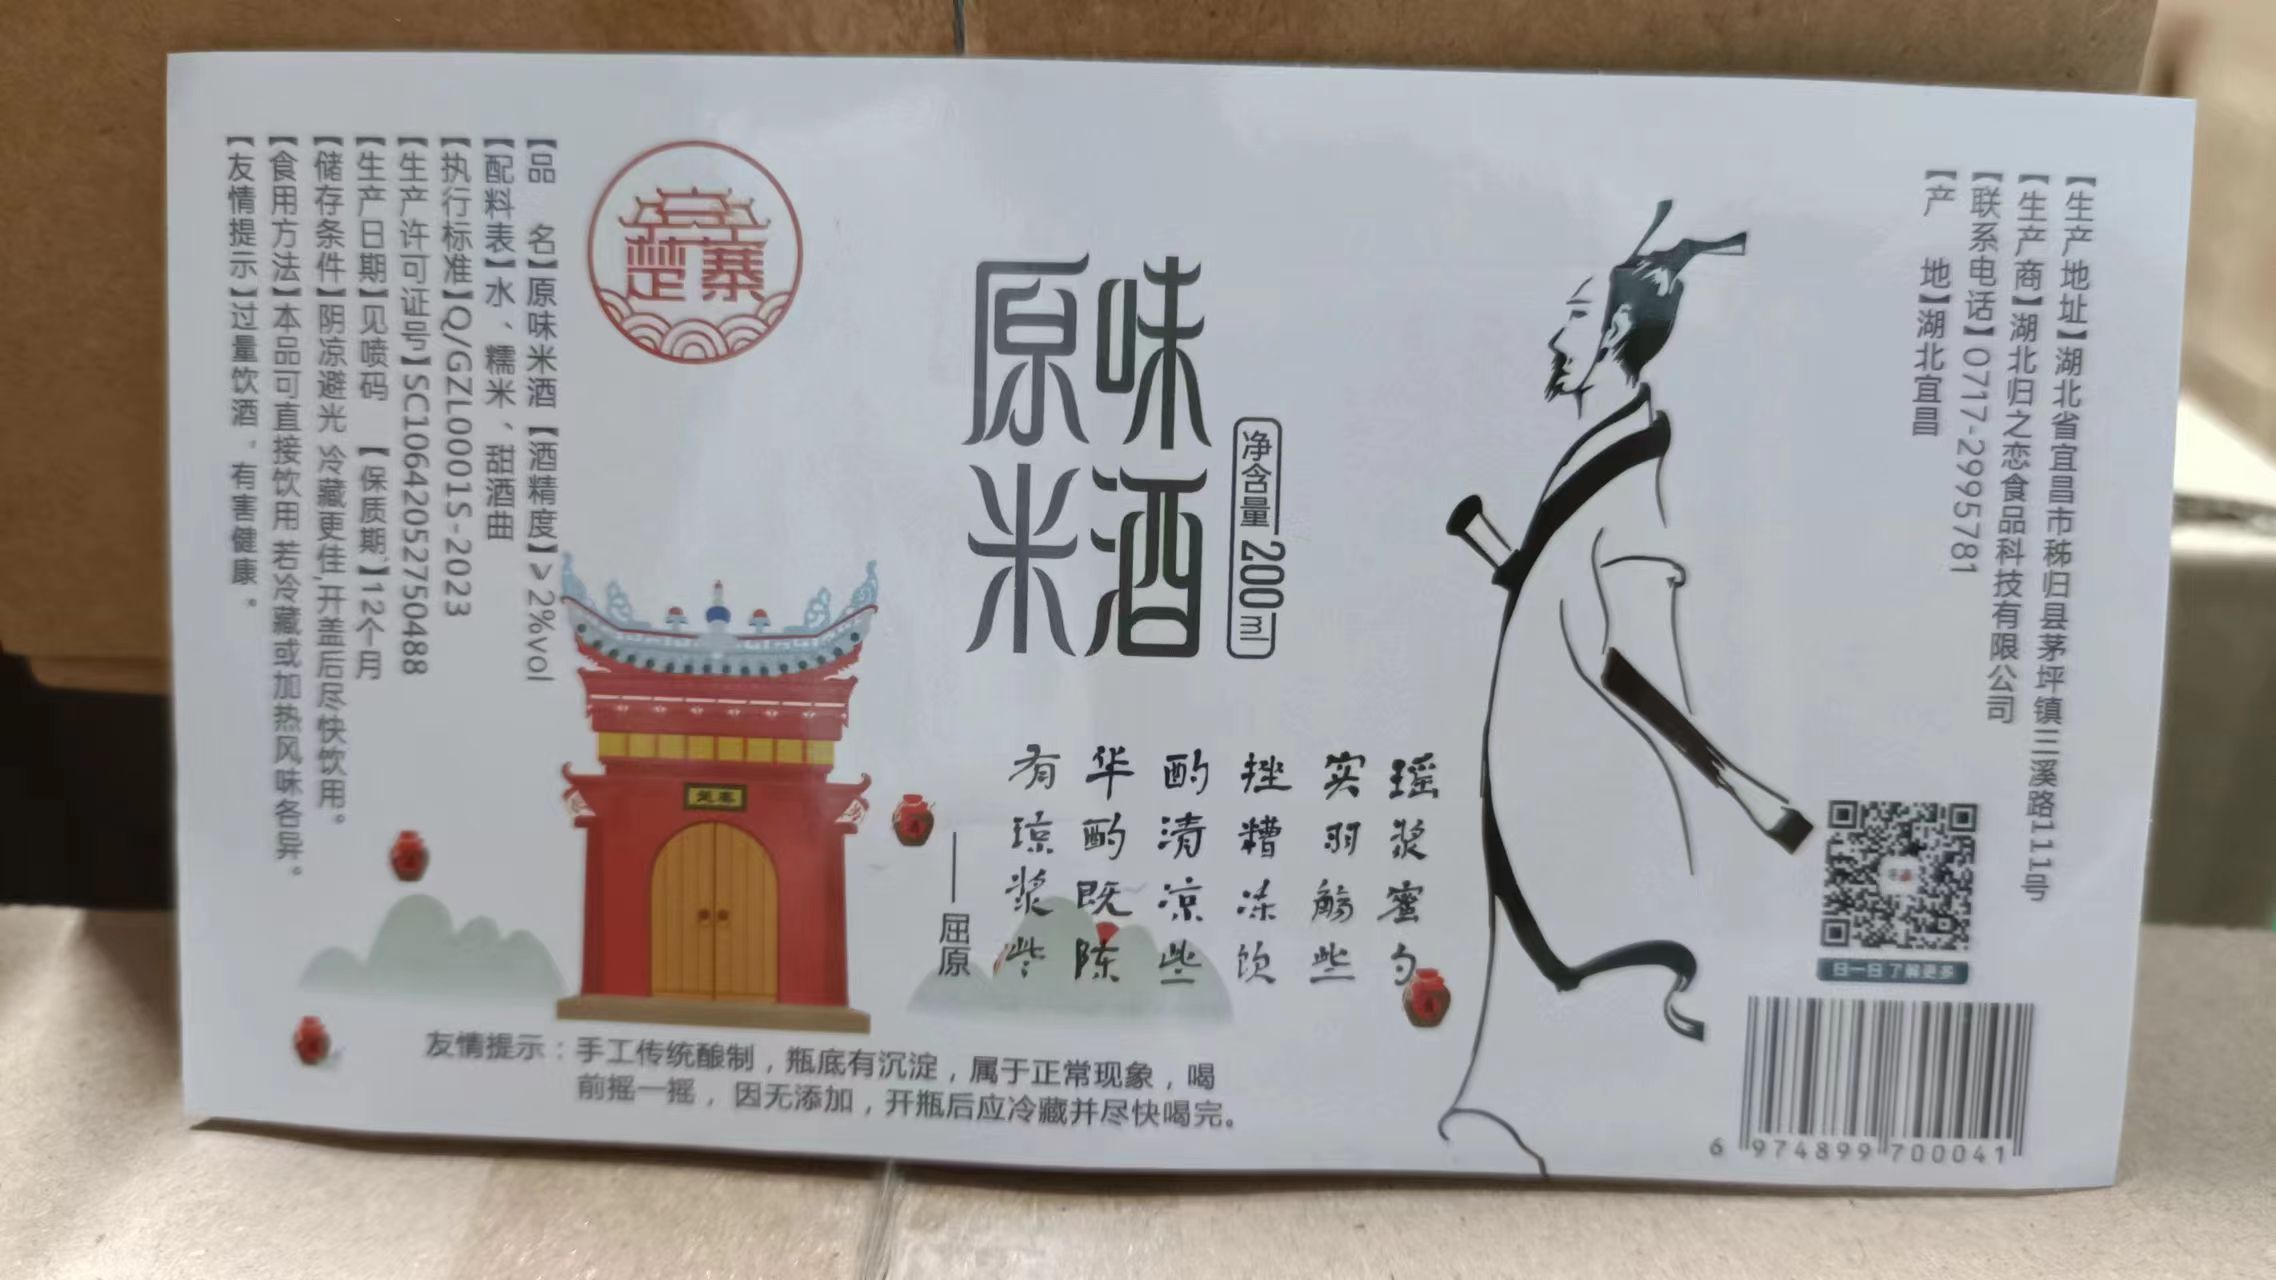 【生产地址】湖北省宜昌市秭归县茅坪镇三溪路111号
【生产商】湖北归之恋食品科技有限公司
【联系电话】0717-2995781
【产 地】湖北宜昌
扫一扫 了解更多
6 974899 700041
瑶浆蜜勺
实羽觞些
挫糟冻饮
酌清凉些
华酌既陈
有琼浆些
——屈原
原味
米酒
净含量 200ml
楚寨
楚寨
【品 名】原味米酒 【酒精度】≥2%vol
【配料表】水、糯米、甜酒曲
【执行标准】Q/GZL0001S-2023
【生产许可证号】SC10642052750488
【生产日期】见喷码 【保质期】12个月
【储存条件】阴凉避光 冷藏更佳,开盖后尽快饮用。
【食用方法】本品可直接饮用 若冷藏或加热风味各异。
【友情提示】过量饮酒。有害健康。
友情提示：手工传统酿制，瓶底有沉淀，属于正常现象，喝
前摇一摇，因无添加，开瓶后应冷藏并尽快喝完。